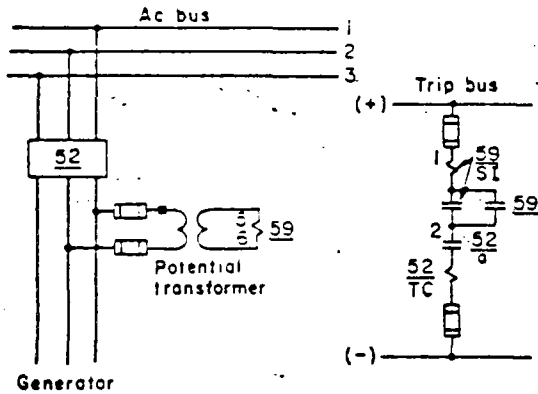 Ac bus
1
2
3
52
59
Potential
transformer
Generator
Trip bus
(+)
1
59
SI
59
2
52
a
52
TC
(-)